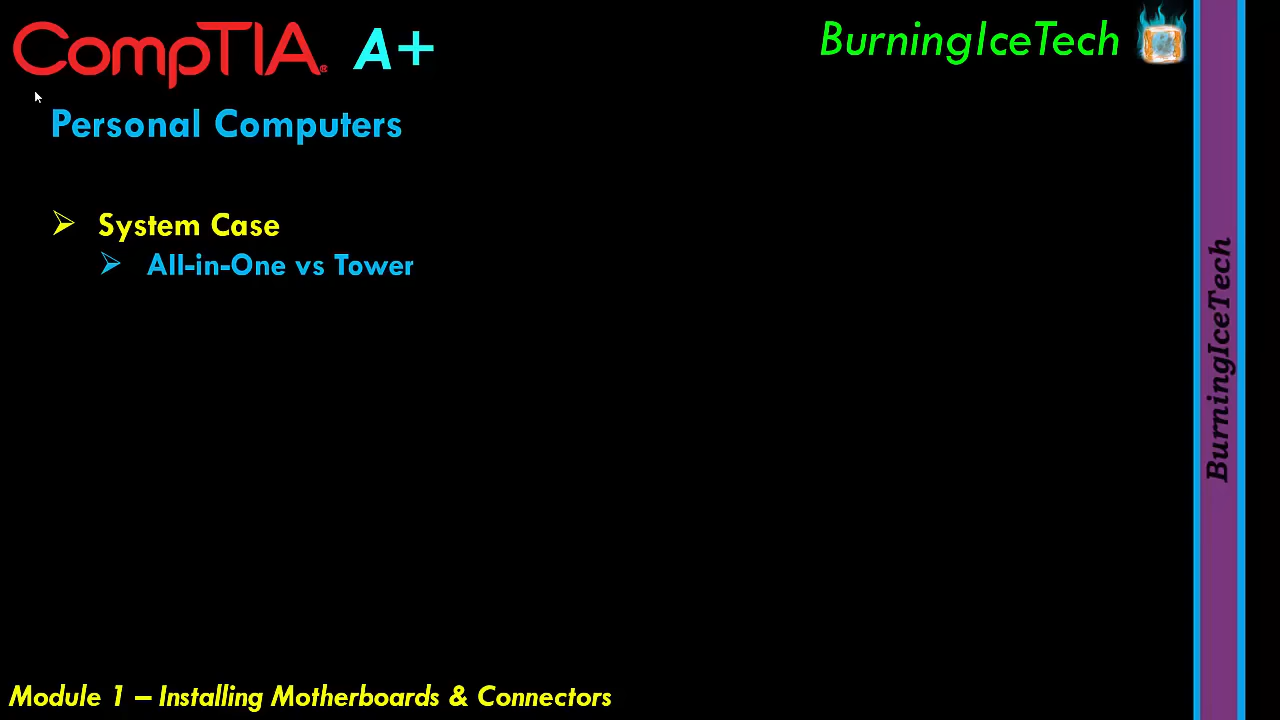 CompTIA® A+
BurningIceTech
Personal Computers
System Case
All-in-One vs Tower
BurningIceTech
Module 1 – Installing Motherboards & Connectors